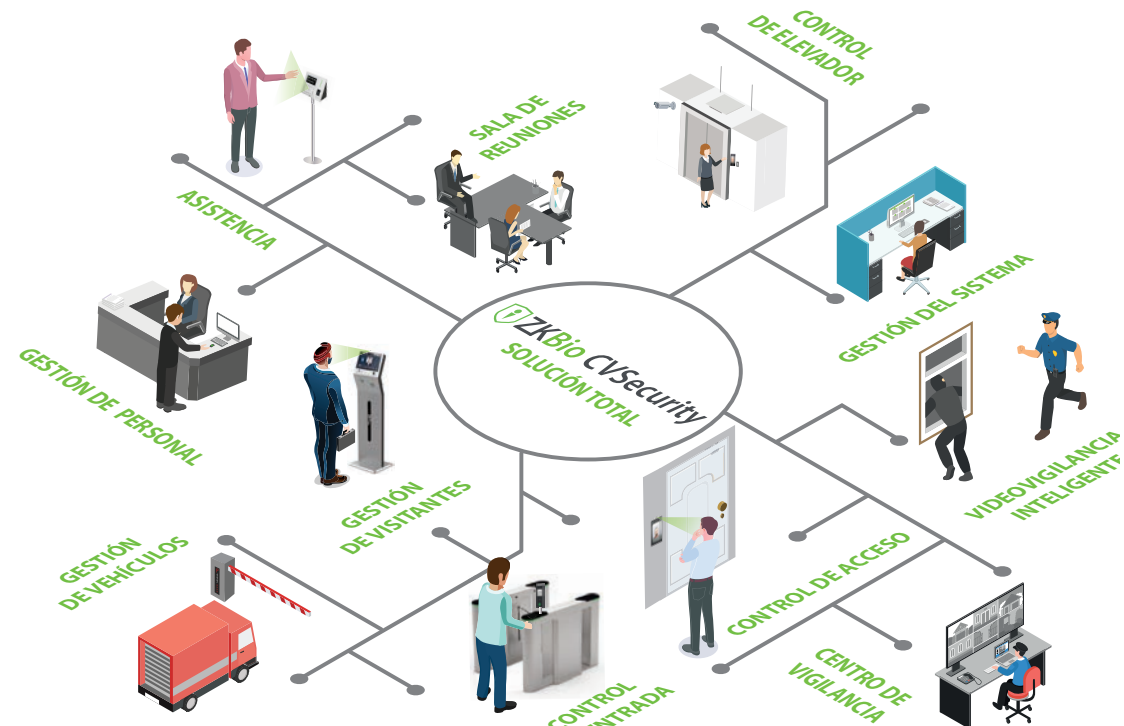 CONTROL
DE ELEVADOR
SALA DE
REUNIONES
ASISTENCIA
GESTIÓN DEL SISTEMA
ZKBio CVSecurity
SOLUCIÓN TOTAL
GESTIÓN DE PERSONAL
VIDEOVIGILANCIA
INTELIGENTE
GESTIÓN
DE VISITANTES
GESTIÓN
DE VEHÍCULOS
CONTROL DE ACCESO
CENTRO DE
VIGILANCIA
CONTROL
ENTRADA